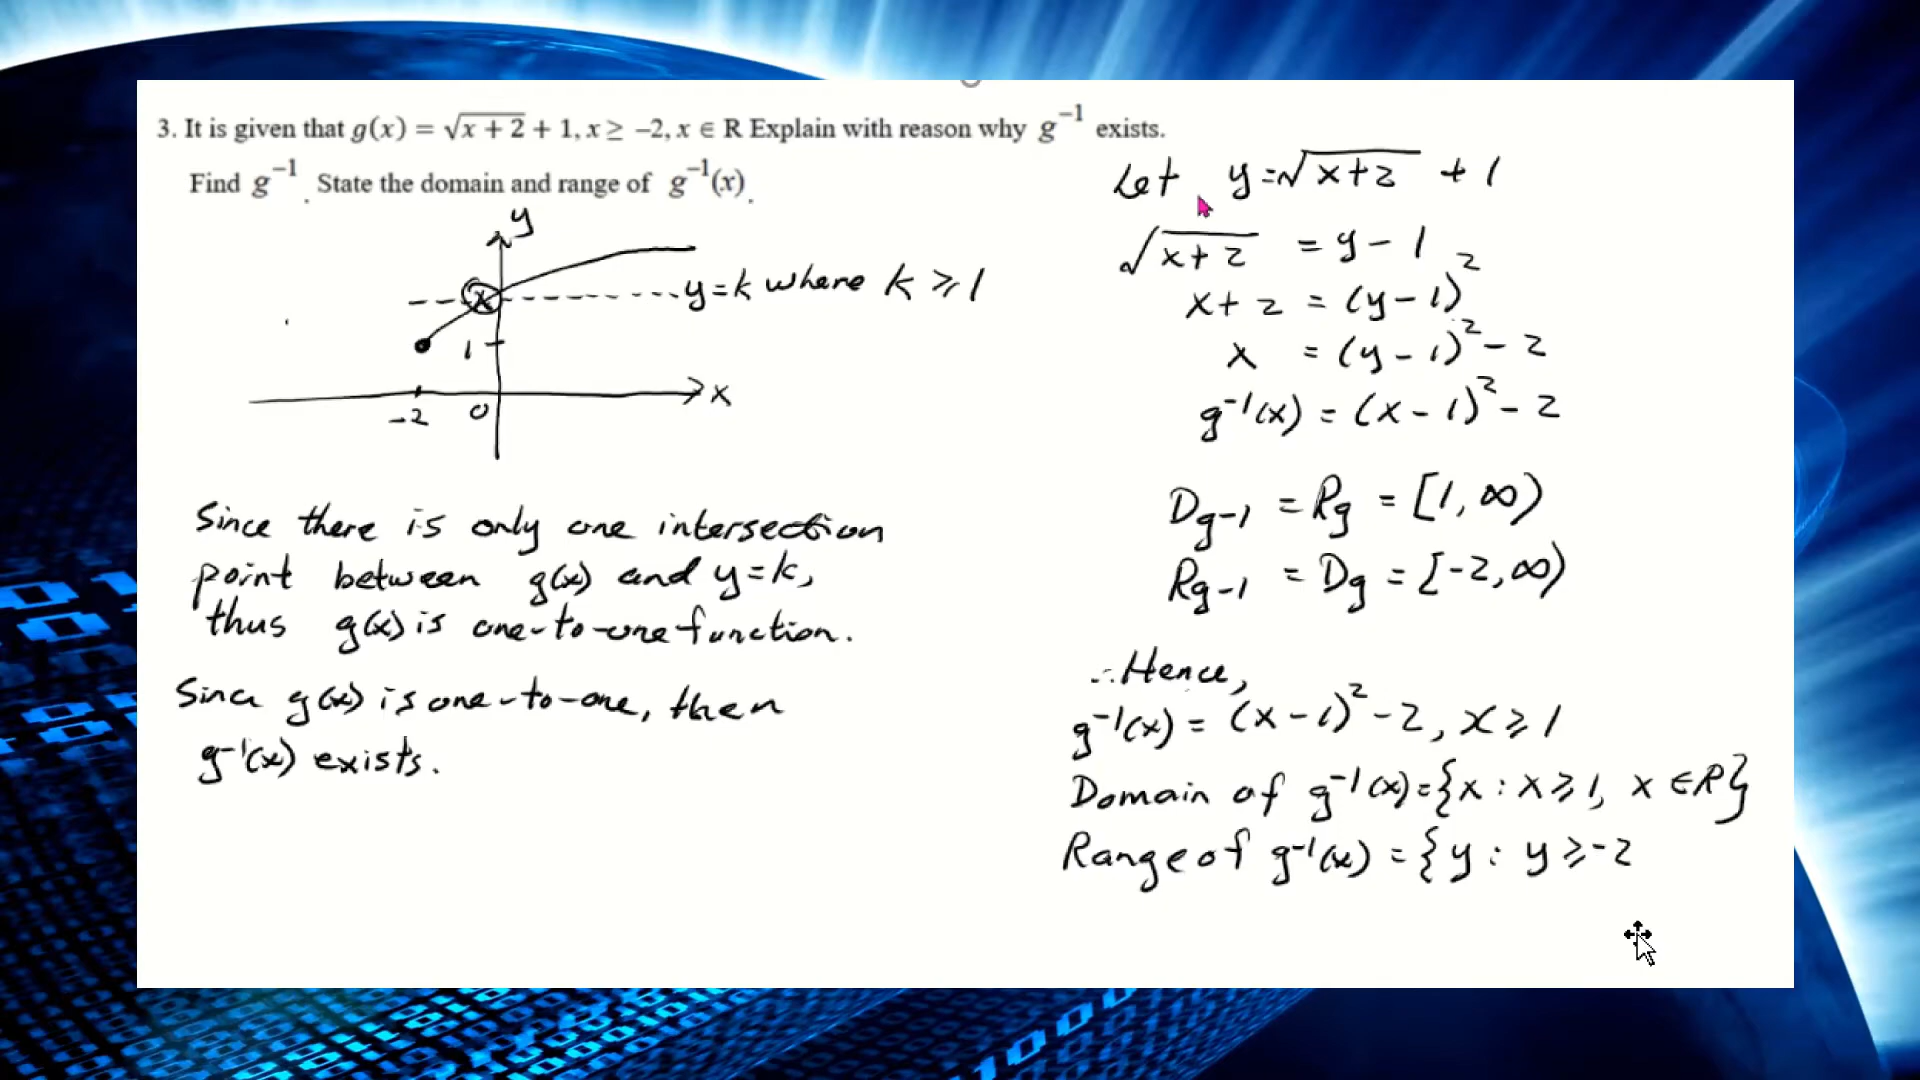 3. It is given that g(x) = √x + 2 + 1, x ≥ −2, x ∈ R Explain with reason why g⁻¹ exists.
Find g⁻¹. State the domain and range of g⁻¹(x).
y
y=k where k ≥ 1
1
x
-2 0
Since there is only one intersection
point between g(x) and y=k,
thus g(x) is one-to-one function.
Since g(x) is one-to-one, then
g⁻¹(x) exists.
Let y=√x+2 + 1
√x+2 = y-1
x+2 = (y-1)²
x = (y-1)²-2
g⁻¹(x) = (x-1)²-2
Dg-1 = Rg = [1, ∞)
Rg-1 = Dg = [-2, ∞)
∴ Hence,
g⁻¹(x) = (x-1)²-2, x ≥ 1
Domain of g⁻¹(x)={x : x ≥ 1, x ∈ R}
Range of g⁻¹(x) = {y : y ≥ -2